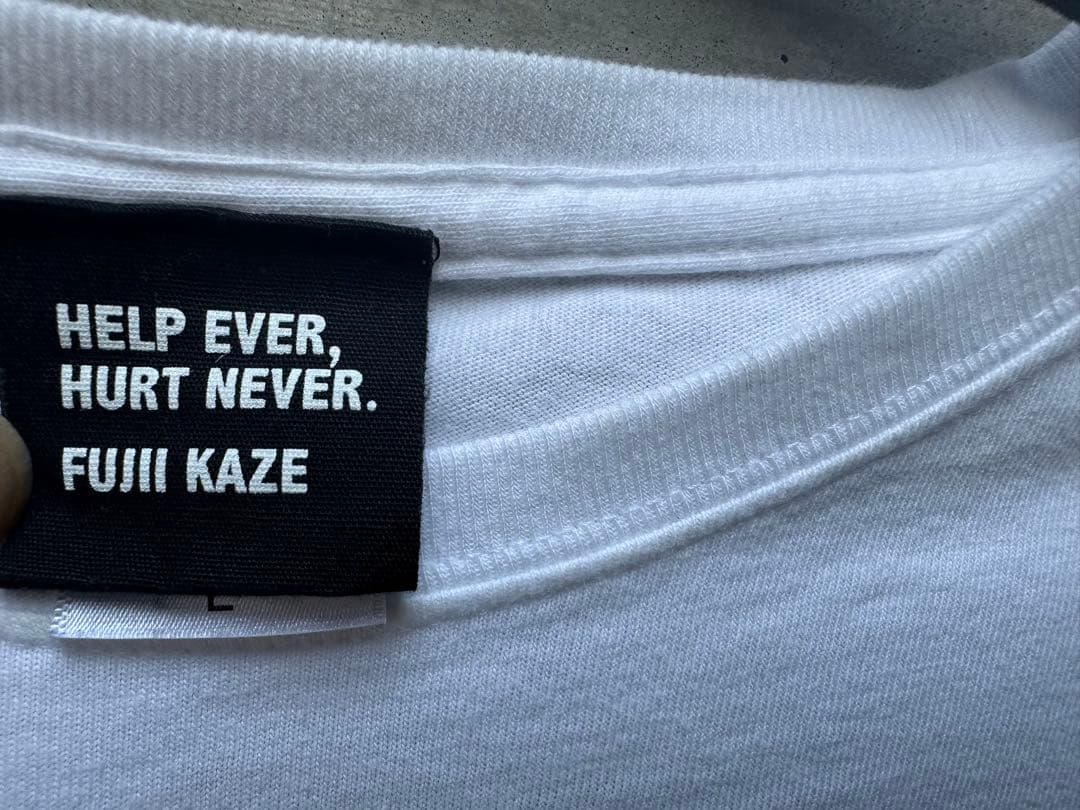 HELP EVER,
HURT NEVER.
FUJII KAZE